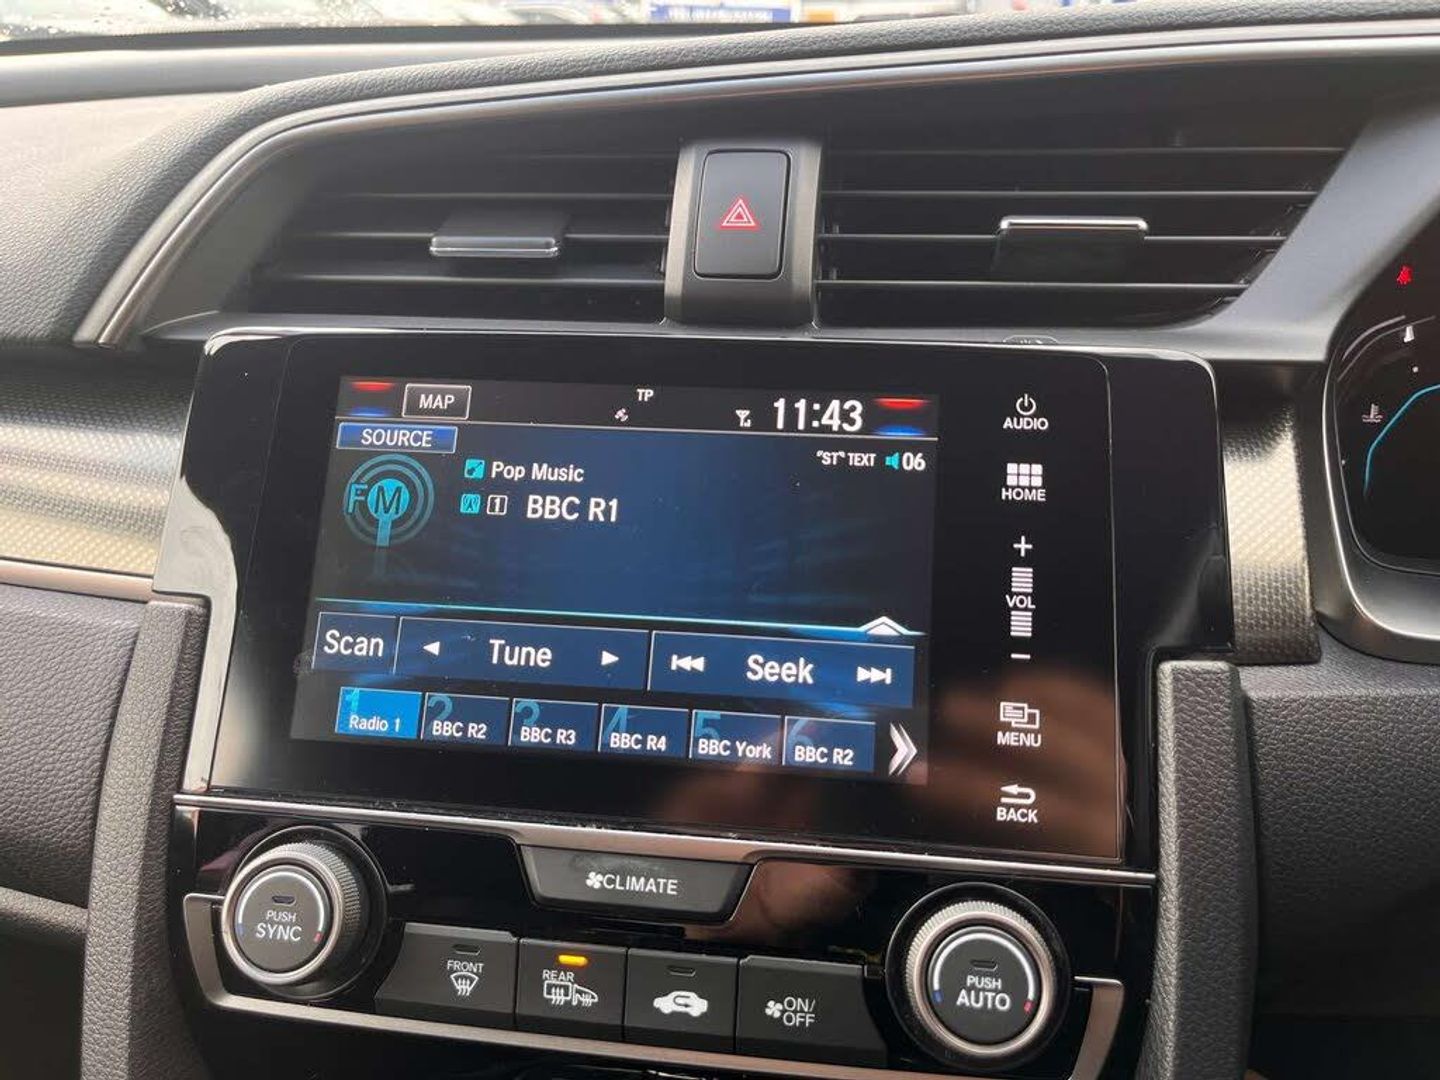 MAP
TP
11:43
SOURCE
"ST" TEXT 06
FM
Pop Music
1 BBC R1
Scan
Tune
Seek
1 Radio 1
2 BBC R2
3 BBC R3
4 BBC R4
5 BBC York
6 BBC R2
AUDIO
HOME
+
VOL
−
MENU
BACK
CLIMATE
PUSH
SYNC
FRONT
REAR
ON/
OFF
PUSH
AUTO